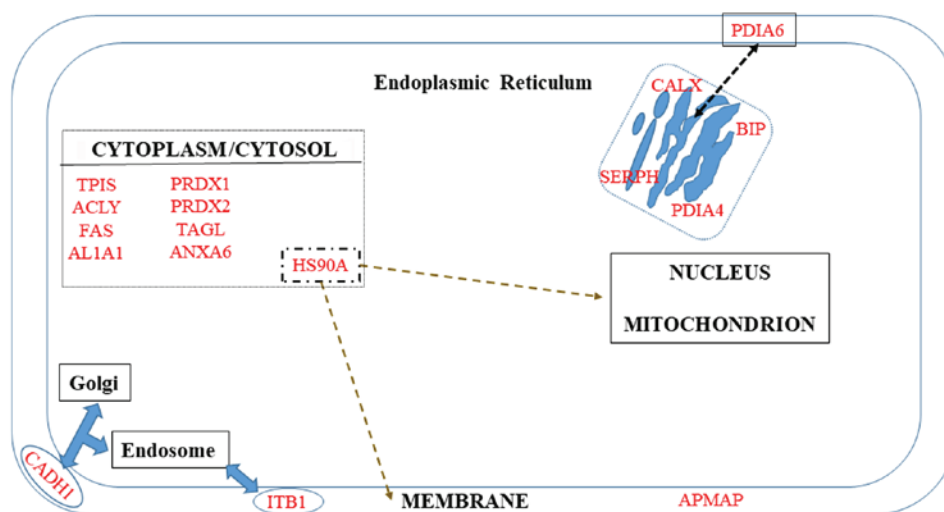 PDIA6
Endoplasmic Reticulum
CALX
BIP
SERPH
PDIA4
CYTOPLASM/CYTOSOL
TPIS PRDX1
ACLY PRDX2
FAS TAGL
AL1A1 ANXA6
HS90A
NUCLEUS
MITOCHONDRION
Golgi
Endosome
CADH1
ITB1
MEMBRANE
APMAP